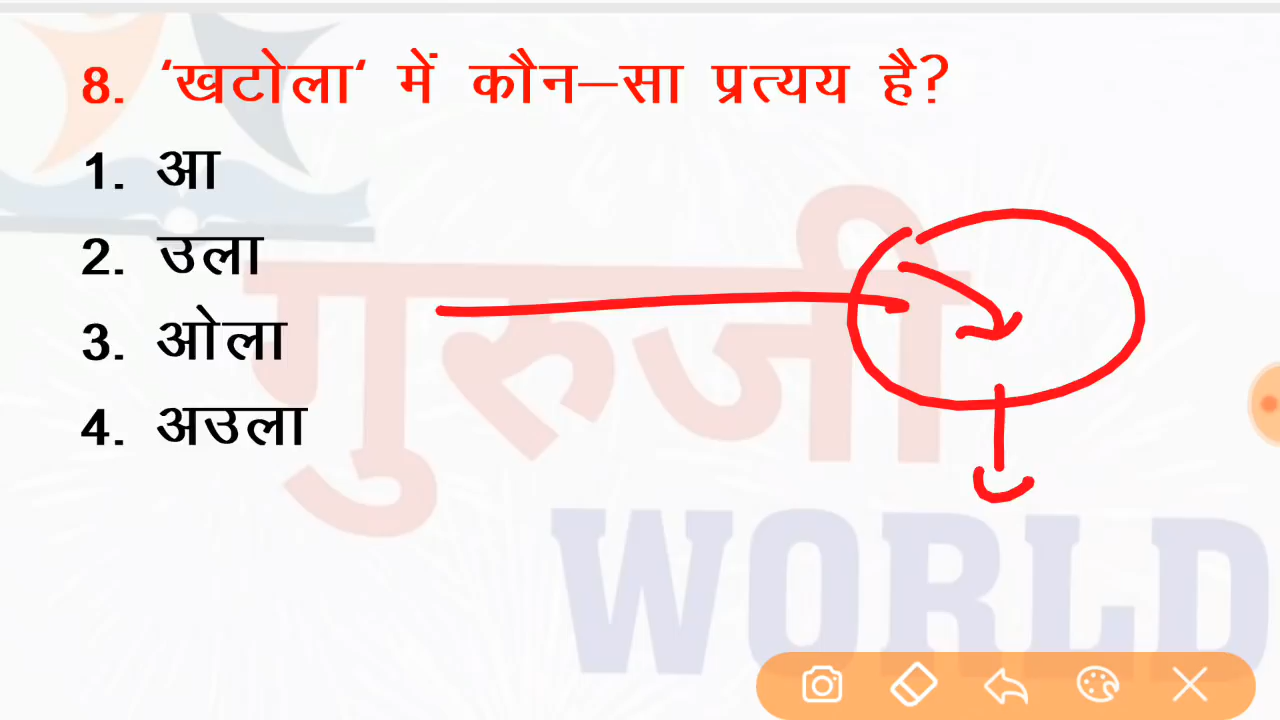 8. ‘खटोला‘ में कौन–सा प्रत्यय है?
1. आ
2. उला
3. ओला
4. अउला
गुरुजी
WORLD